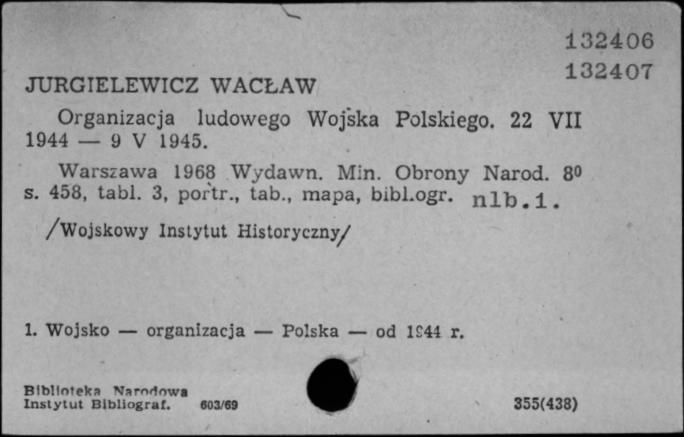 132406
132407
JURGIELEWICZ WACŁAW
Organizacja ludowego Wojska Polskiego. 22 VII
1944 — 9 V 1945.
Warszawa 1968 Wydawn. Min. Obrony Narod. 8⁰
s. 458, tabl. 3, portr., tab., mapa, bibl.ogr. nlb.1.
/Wojskowy Instytut Historyczny/
1. Wojsko — organizacja — Polska — od 1944 r.
Biblioteka Narodowa
Instytut Bibliograf. 603/69
355(438)